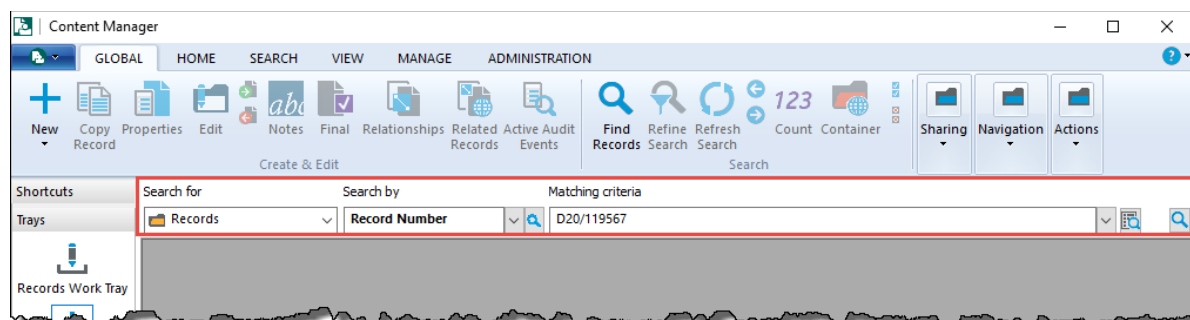 Content Manager
GLOBAL HOME SEARCH VIEW MANAGE ADMINISTRATION
abc 123
New Copy Properties Edit Notes Final Relationships Related Active Audit Find Refine Refresh Count Container Sharing Navigation Actions
Record Records Events Records Search Search
Create & Edit Search
Shortcuts Search for Search by Matching criteria
Trays Records Record Number D20/119567
Records Work Tray